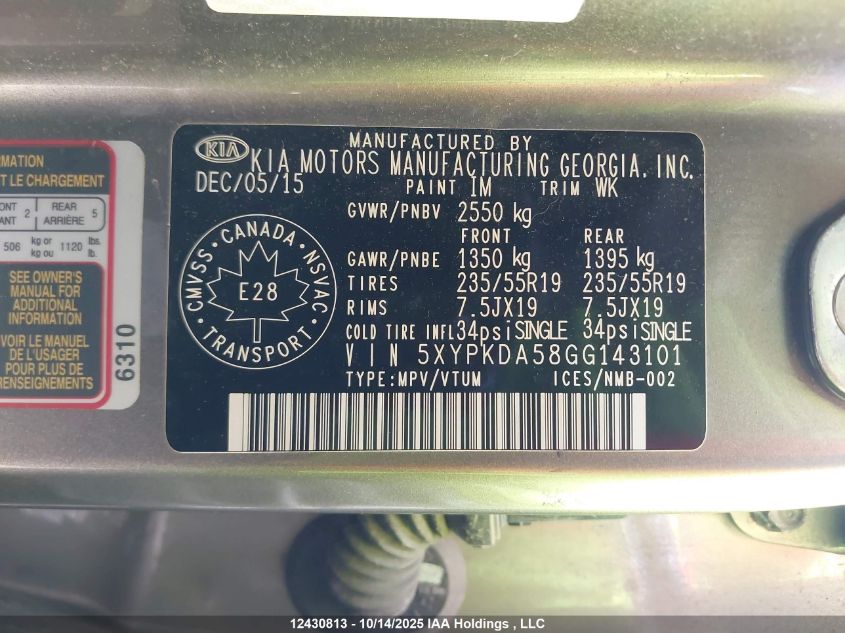 RMATION
T LE CHARGEMENT
ONT 2 REAR 5
ANT ARRIÈRE
506 kg or 1120 lbs.
kg ou lb.
SEE OWNER'S
MANUAL FOR
ADDITIONAL
INFORMATION
VOIR LE MANUEL
DE L'USAGER
POUR PLUS DE
RENSEIGNEMENTS
6310
MANUFACTURED BY
KIA KIA MOTORS MANUFACTURING GEORGIA, INC.
DEC/05/15 PAINT IM TRIM WK
GVWR/PNBV 2550 kg
FRONT REAR
GAWR/PNBE 1350 kg 1395 kg
TIRES 235/55R19 235/55R19
RIMS 7.5JX19 7.5JX19
COLD TIRE INFL 34psi SINGLE 34psi SINGLE
VIN 5XYPKDA58GG143101
TYPE:MPV/VTUM ICES/NMB-002
CMVSS · CANADA · NSVAC
E28
· TRANSPORT ·
12430813 - 10/14/2025 IAA Holdings , LLC